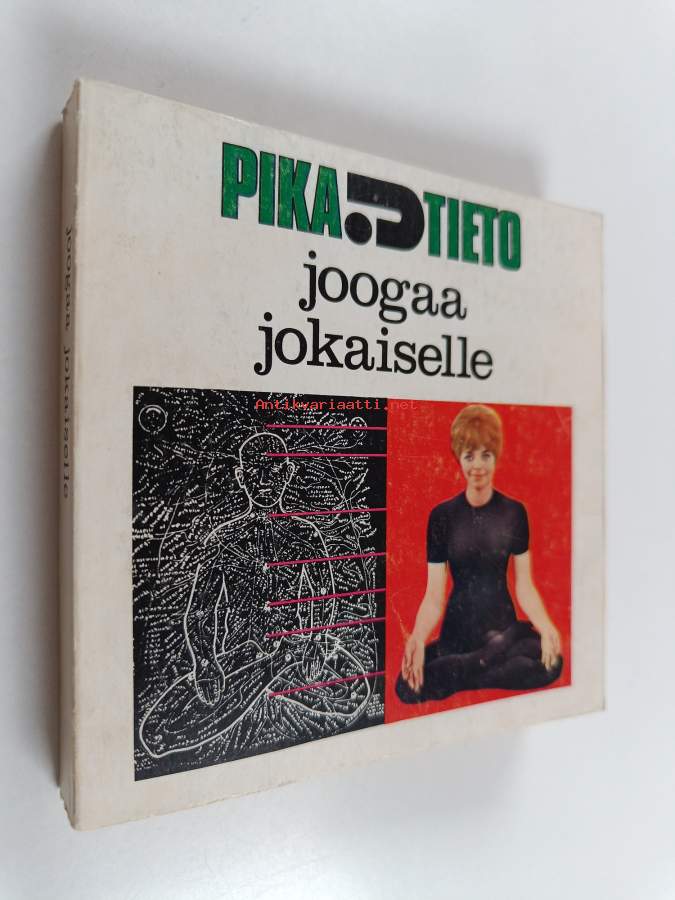 PIKA?TIETO
joogaa
jokaiselle
Antikvariaatti.net
joogaa jokaiselle